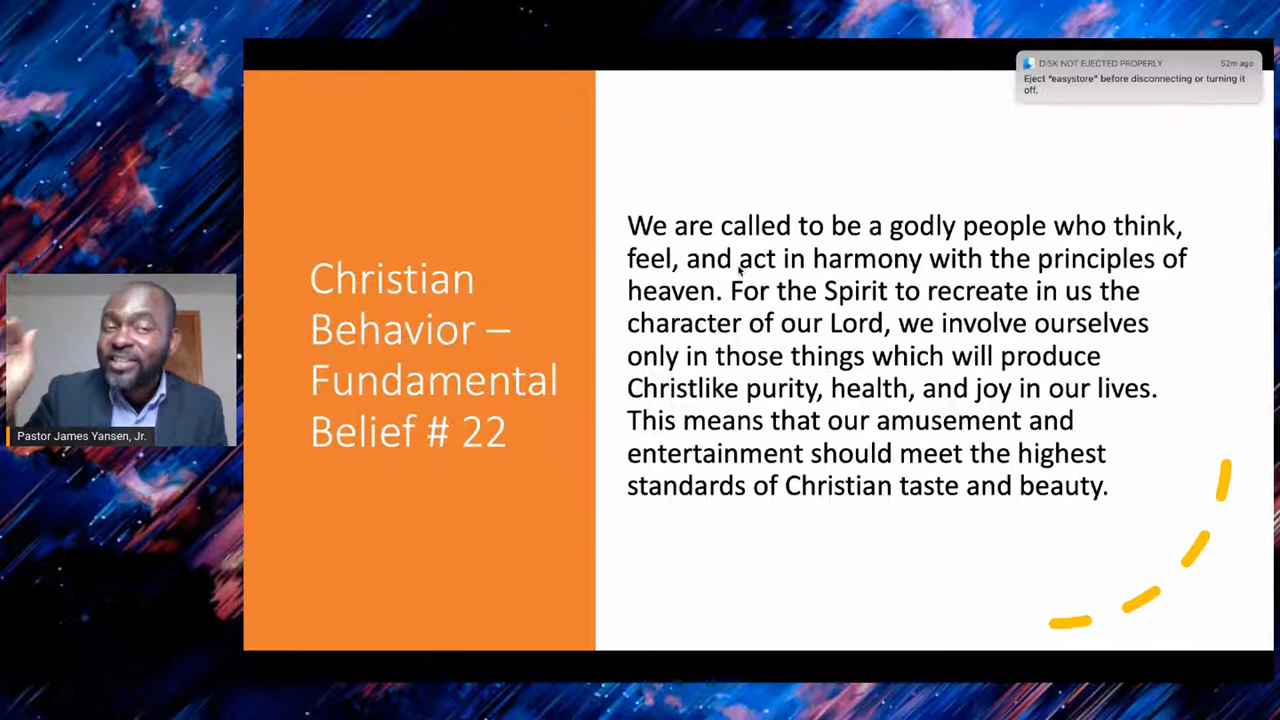 DISK NOT EJECTED PROPERLY
52m ago
Eject "easystore" before disconnecting or turning it
off.
Christian
Behavior –
Fundamental
Belief # 22
We are called to be a godly people who think,
feel, and act in harmony with the principles of
heaven. For the Spirit to recreate in us the
character of our Lord, we involve ourselves
only in those things which will produce
Christlike purity, health, and joy in our lives.
This means that our amusement and
entertainment should meet the highest
standards of Christian taste and beauty.
Pastor James Yansen, Jr.